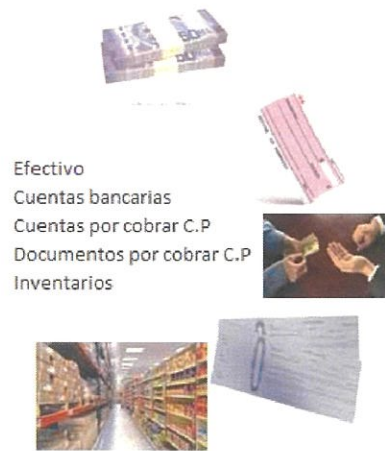 Efectivo
Cuentas bancarias
Cuentas por cobrar C.P
Documentos por cobrar C.P
Inventarios